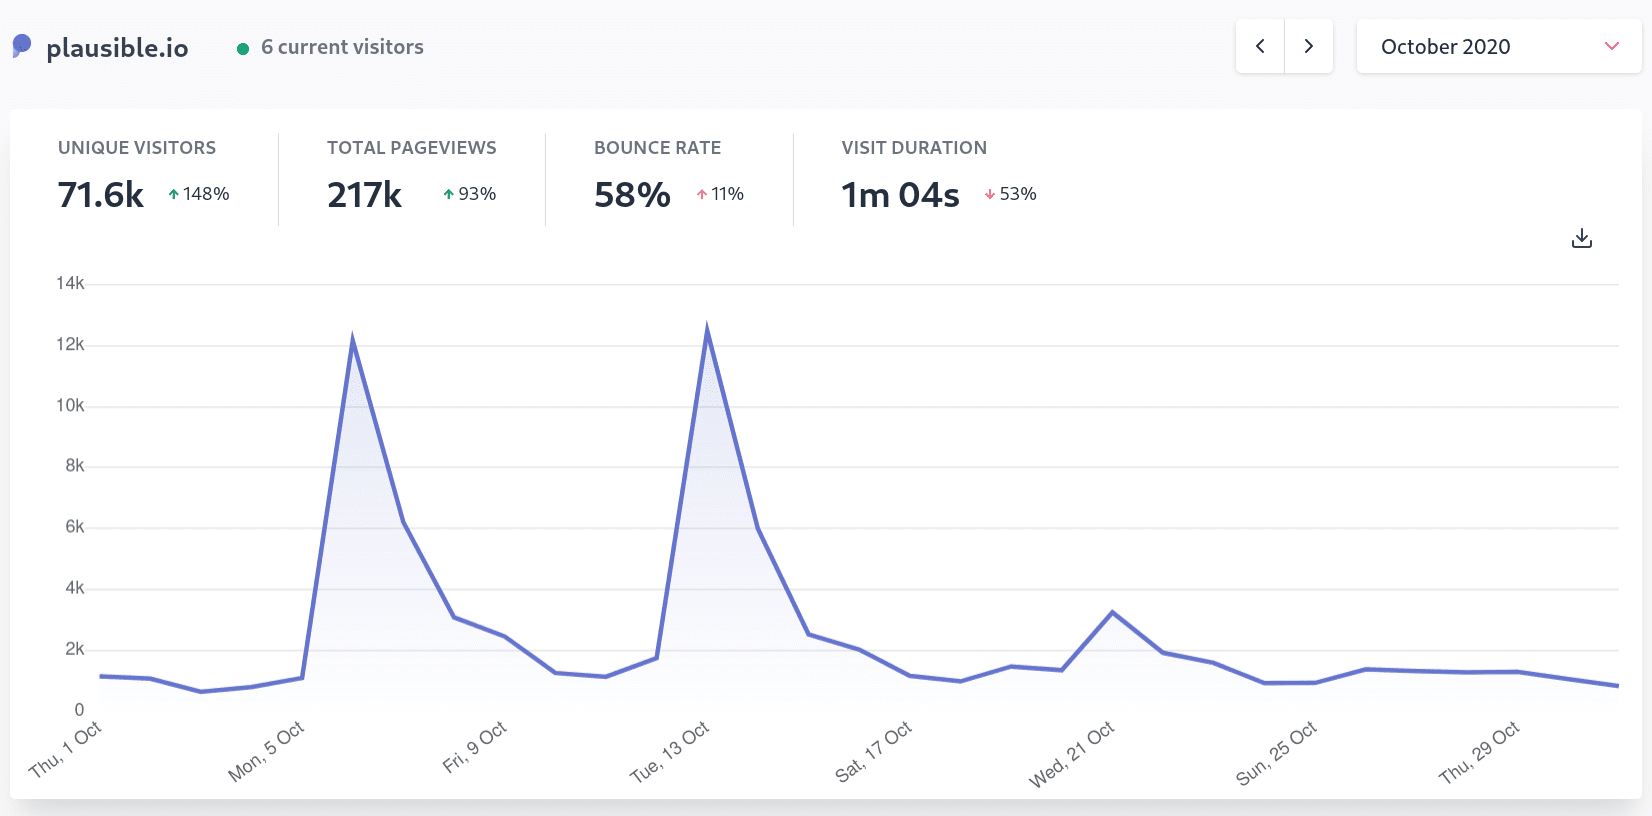 plausible.io
6 current visitors
October 2020
UNIQUE VISITORS
71.6k 148%
TOTAL PAGEVIEWS
217k 93%
BOUNCE RATE
58% 11%
VISIT DURATION
1m 04s 53%
14k
12k
10k
8k
6k
4k
2k
0
Thu, 1 Oct
Mon, 5 Oct
Fri, 9 Oct
Tue, 13 Oct
Sat, 17 Oct
Wed, 21 Oct
Sun, 25 Oct
Thu, 29 Oct